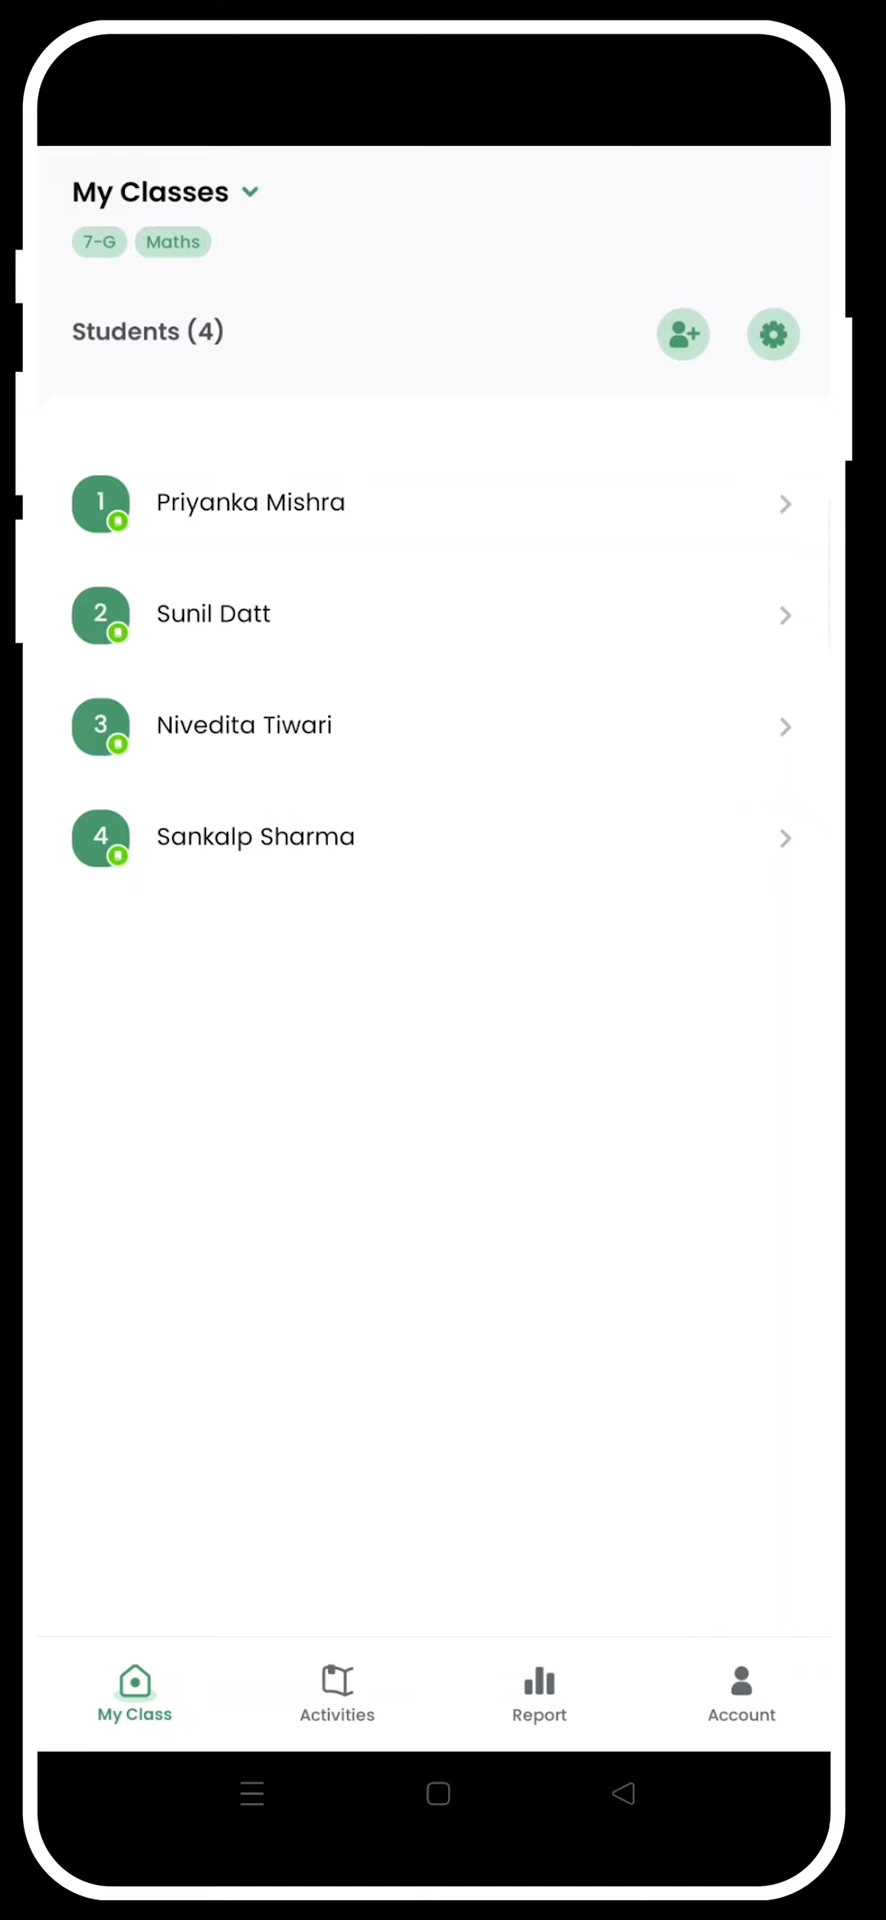 My Classes
7-G Maths
Students (4)
1 Priyanka Mishra
2 Sunil Datt
3 Nivedita Tiwari
4 Sankalp Sharma
My Class Activities Report Account